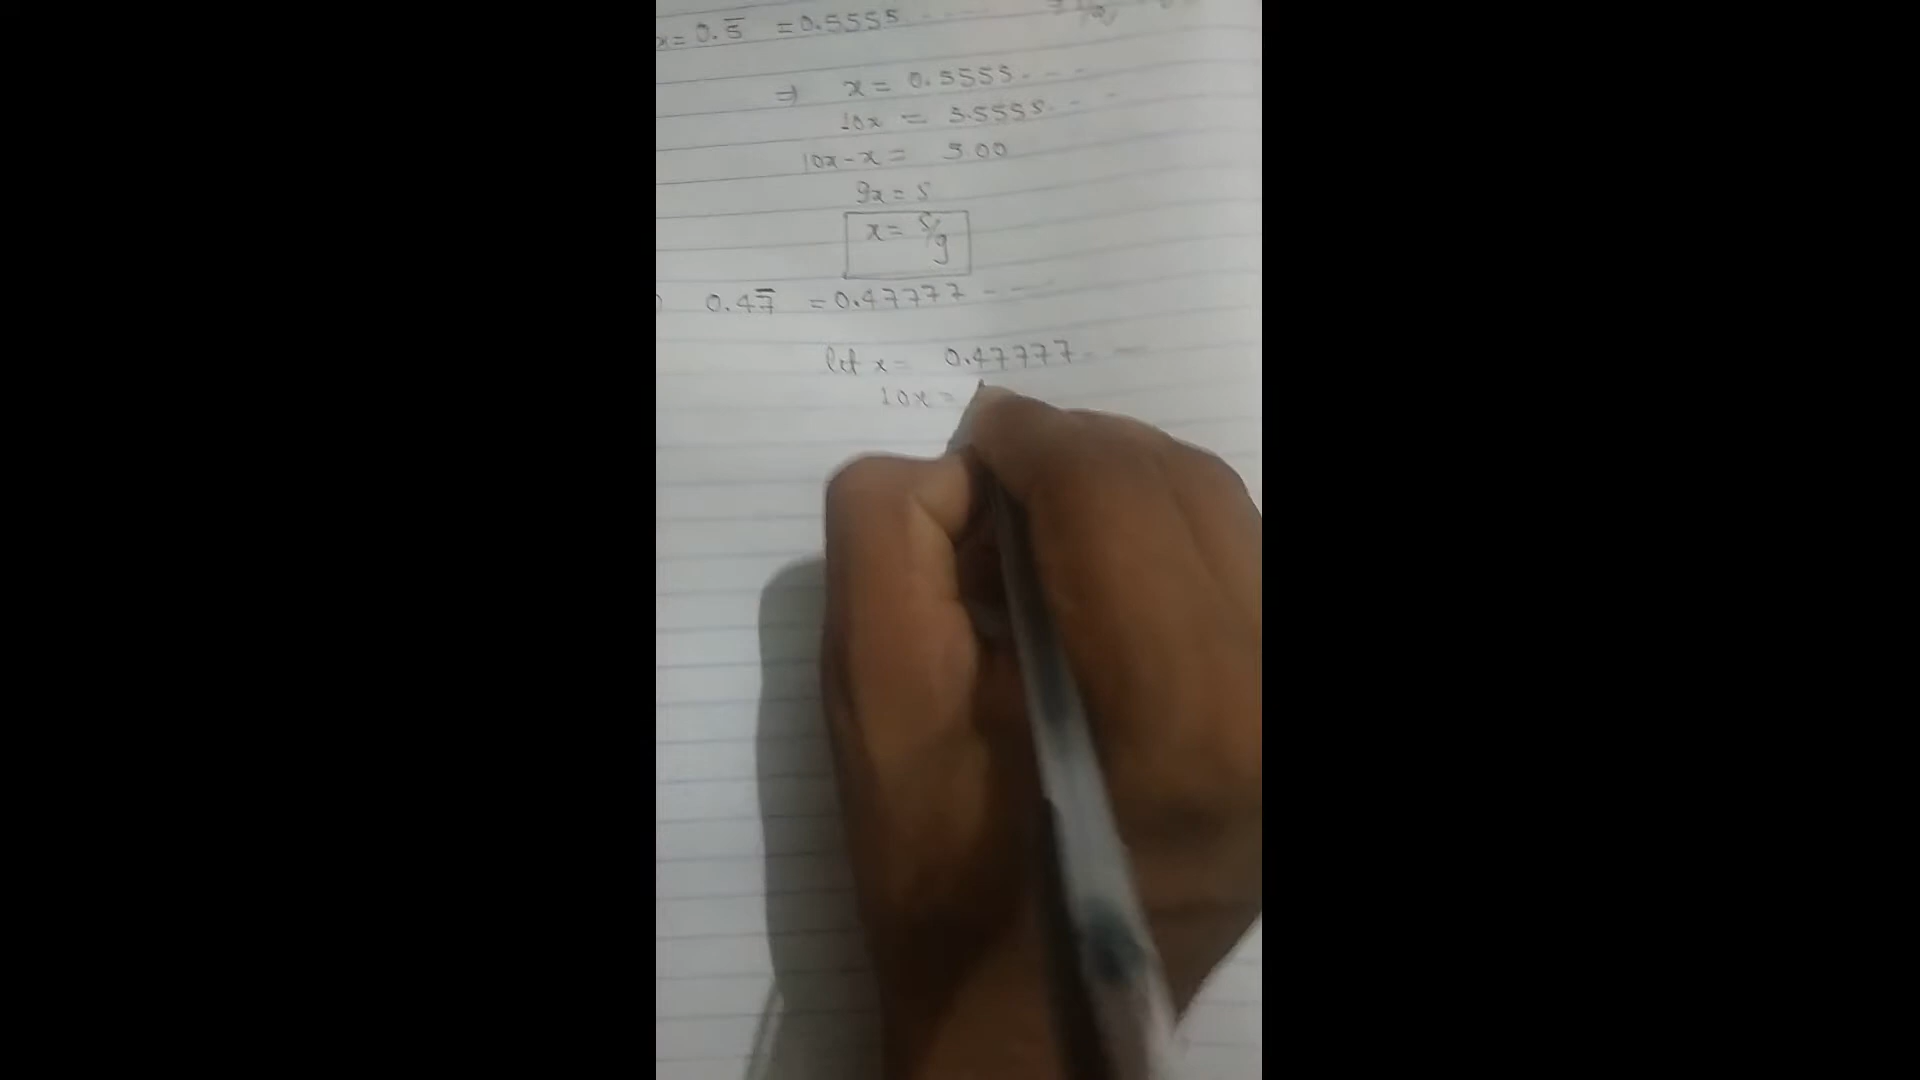 x = 0.5̅ = 0.5555 . . . .
⇒ x = 0.5555. - - -
10x = 5.5555. - -
10x - x = 5.00
9x = 5
x = 5/9
0.47̅ = 0.47777 - - -
let x = 0.47777. - -
10x =